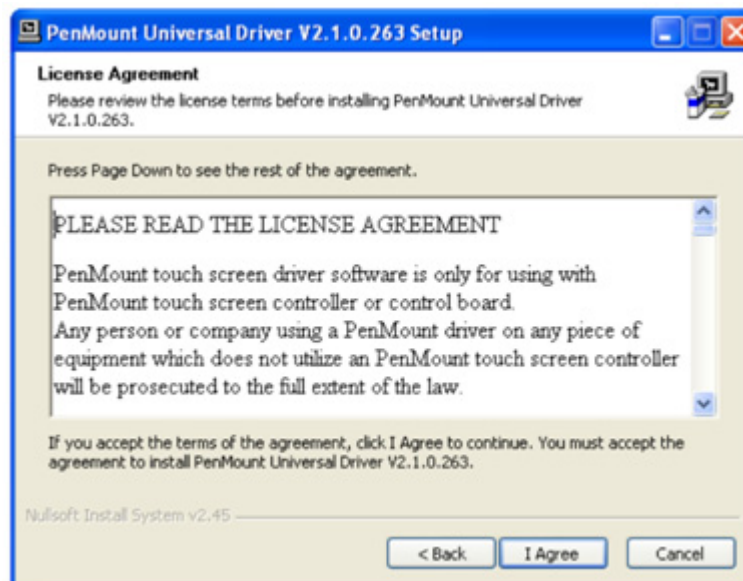 PenMount Universal Driver V2.1.0.263 Setup
License Agreement
Please review the license terms before installing PenMount Universal Driver
V2.1.0.263.
Press Page Down to see the rest of the agreement.
PLEASE READ THE LICENSE AGREEMENT
PenMount touch screen driver software is only for using with
PenMount touch screen controller or control board.
Any person or company using a PenMount driver on any piece of
equipment which does not utilize an PenMount touch screen controller
will be prosecuted to the full extent of the law.
If you accept the terms of the agreement, click I Agree to continue. You must accept the
agreement to install PenMount Universal Driver V2.1.0.263.
Nullsoft Install System v2.45
< Back I Agree Cancel